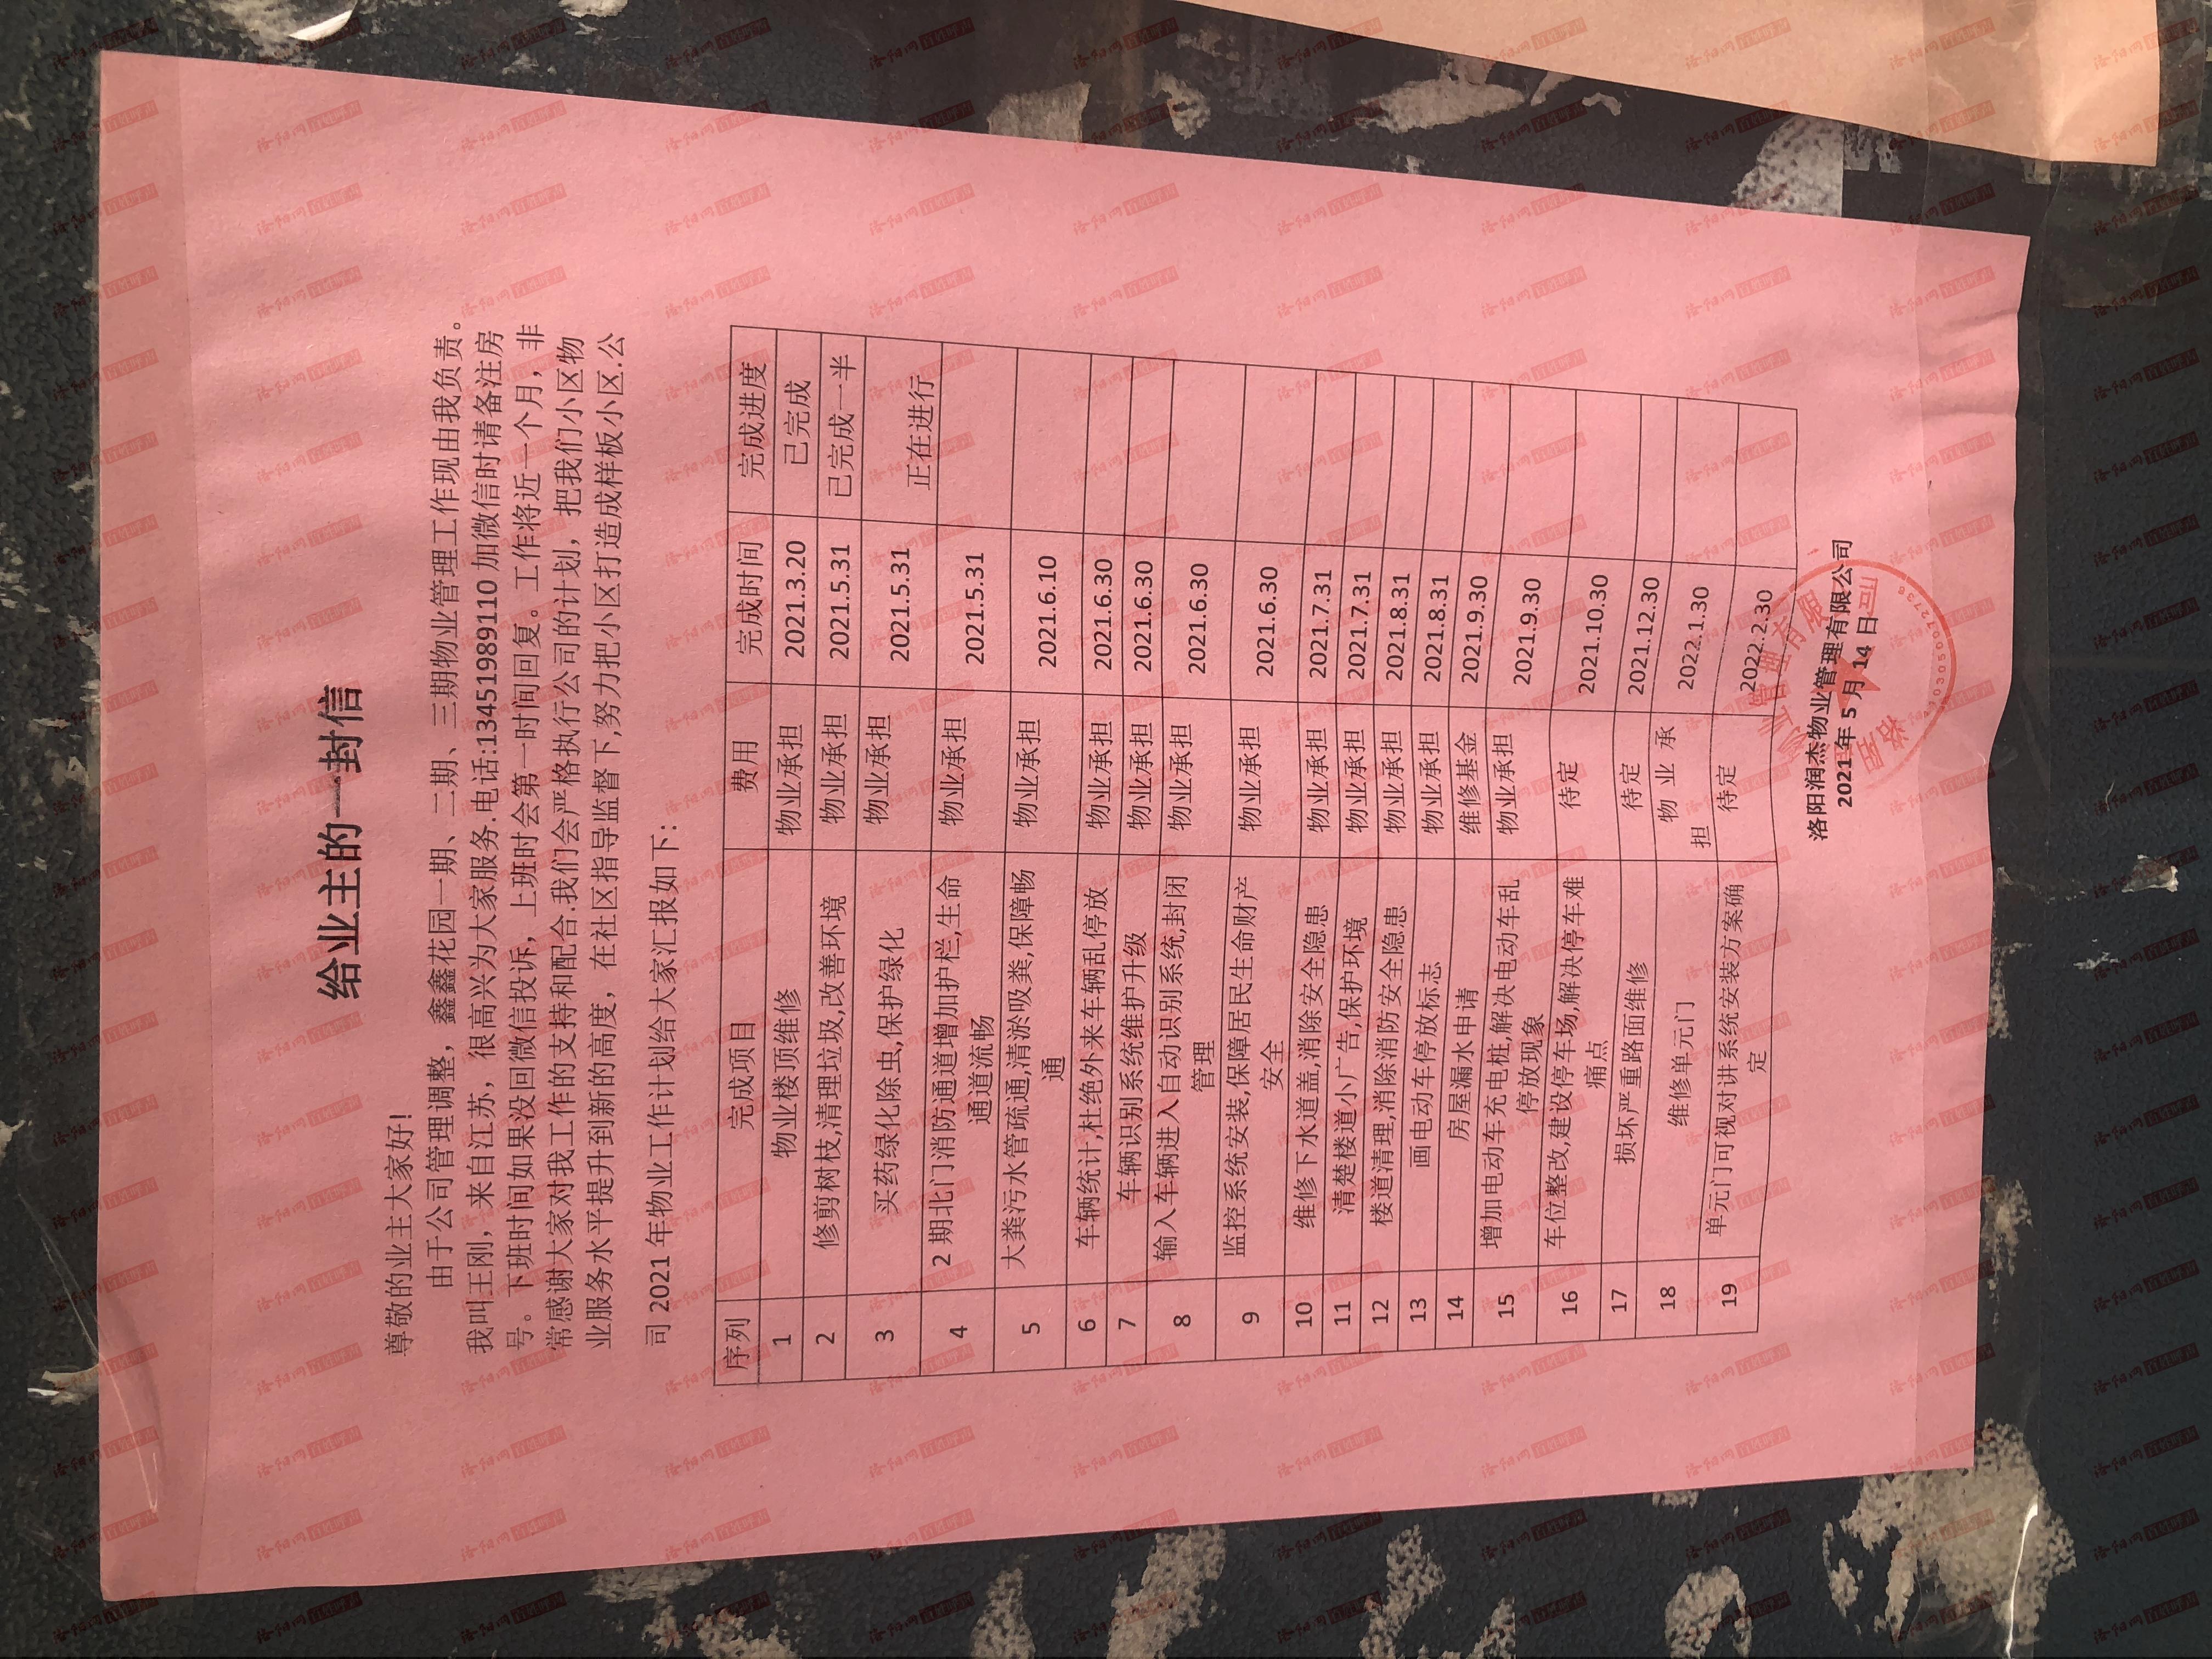 给业主的一封信
尊敬的业主大家好！
由于公司管理调整，鑫鑫花园一期、二期、三期物业管理工作现由我负责。
我叫王刚，来自江苏，很高兴为大家服务.电话:13451989110 加微信时请备注房
号。下班时间如果没回微信投诉，上班时会第一时间回复。工作将近一个月，非
常感谢大家对我工作的支持和配合.我们会严格执行公司的计划，把我们小区物
业服务水平提升到新的高度，在社区指导监督下,努力把小区打造成样板小区.公
司 2021 年物业工作计划给大家汇报如下:
序列 完成项目 费用 完成时间 完成进度
1 物业楼顶维修 物业承担 2021.3.20 已完成
2 修剪树枝,清理垃圾,改善环境 物业承担 2021.5.31 已完成一半
3 买药绿化除虫,保护绿化 物业承担 2021.5.31 正在进行
4 2 期北门消防通道增加护栏,生命 物业承担 2021.5.31
通道流畅
5 大粪污水管疏通,清淤吸粪,保障畅 物业承担 2021.6.10
通
6 车辆统计,杜绝外来车辆乱停放 物业承担 2021.6.30
7 车辆识别系统维护升级 物业承担 2021.6.30
8 输入车辆进入自动识别系统,封闭 物业承担 2021.6.30
管理
9 监控系统安装,保障居民生命财产 物业承担 2021.6.30
安全
10 维修下水道盖,消除安全隐患 物业承担 2021.7.31
11 清楚楼道小广告,保护环境 物业承担 2021.7.31
12 楼道清理,消除消防安全隐患 物业承担 2021.8.31
13 画电动车停放标志 物业承担 2021.8.31
14 房屋漏水申请 维修基金 2021.9.30
15 增加电动车充电桩,解决电动车乱 物业承担 2021.9.30
停放现象
16 车位整改,建设停车场,解决停车难 待定 2021.10.30
痛点
17 损坏严重路面维修 待定 2021.12.30
18 维修单元门 物业承 2022.1.30
担
19 单元门可视对讲系统安装方案确 待定 2022.2.30
定
洛阳润杰物业管理有限公司
2021 年 5 月 14 日
洛阳网